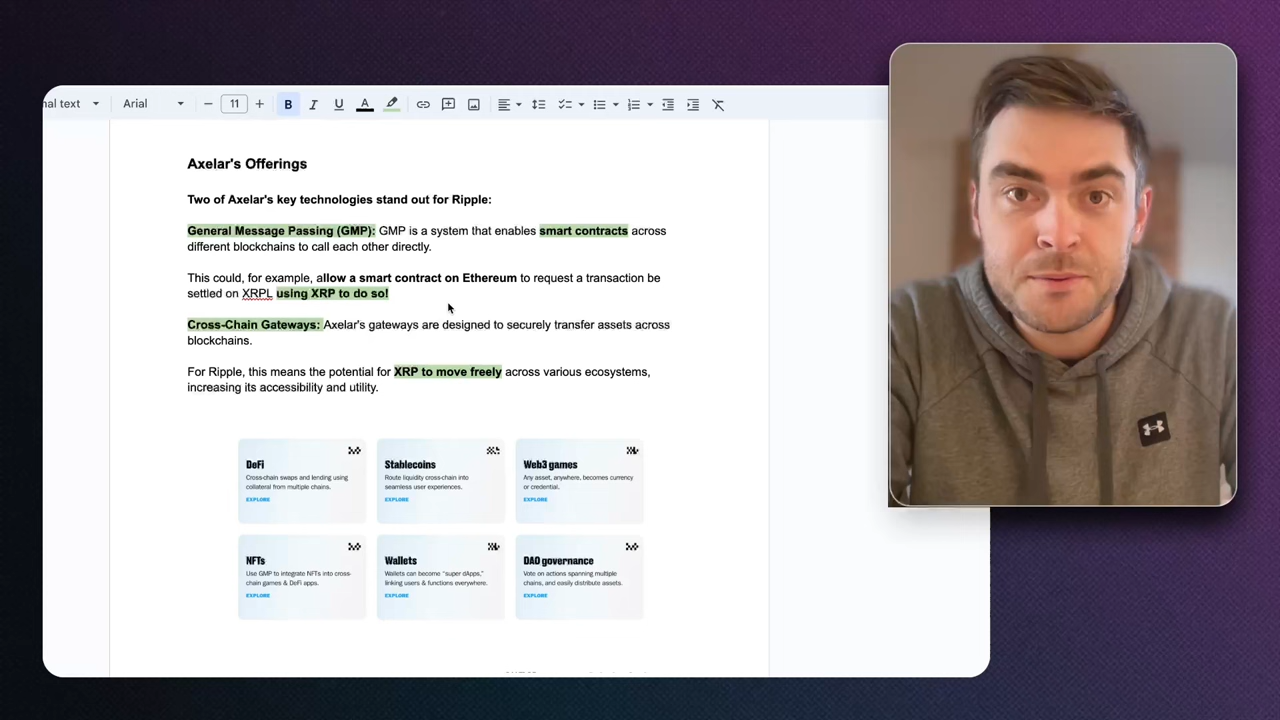 nal text
Arial
11
B
I
U
A
Axelar's Offerings
Two of Axelar's key technologies stand out for Ripple:
General Message Passing (GMP): GMP is a system that enables smart contracts across
different blockchains to call each other directly.
This could, for example, allow a smart contract on Ethereum to request a transaction be
settled on XRPL using XRP to do so!
Cross-Chain Gateways: Axelar's gateways are designed to securely transfer assets across
blockchains.
For Ripple, this means the potential for XRP to move freely across various ecosystems,
increasing its accessibility and utility.
DeFi
Cross-chain swaps and lending using
collateral from multiple chains.
EXPLORE
Stablecoins
Route liquidity cross-chain into
seamless user experiences.
EXPLORE
Web3 games
Any asset, anywhere, becomes currency
or credential.
EXPLORE
NFTs
Use GMP to integrate NFTs into cross-
chain games & DeFi apps.
EXPLORE
Wallets
Wallets can become "super dApps,"
linking users & functions everywhere.
EXPLORE
DAO governance
Vote on actions spanning multiple
chains, and easily distribute assets.
EXPLORE